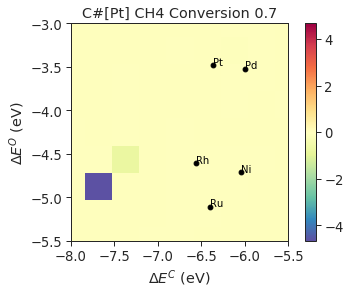 C#[Pt] CH4 Conversion 0.7
−3.0
−3.5
−4.0
−4.5
−5.0
−5.5
ΔE^O (eV)
Pt
Pd
Rh
Ni
Ru
−8.0 −7.5 −7.0 −6.5 −6.0 −5.5
ΔE^C (eV)
4
2
0
−2
−4